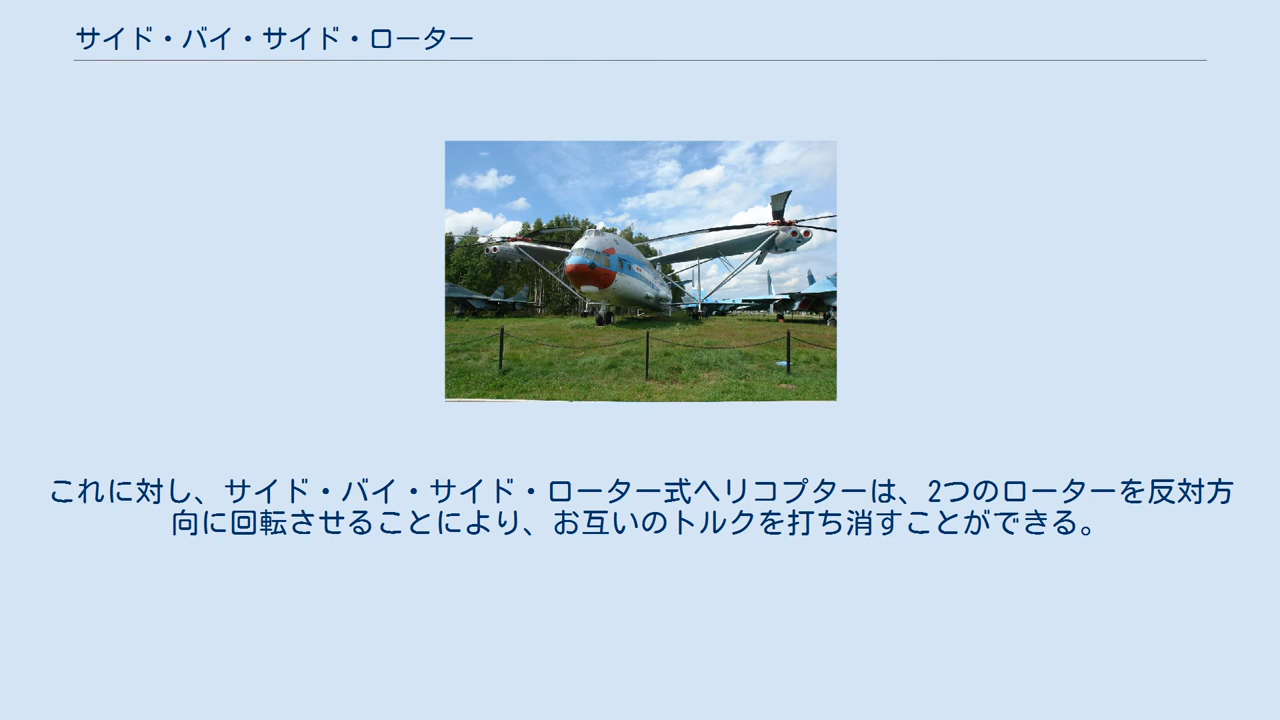 サイド・バイ・サイド・ローター
これに対し、サイド・バイ・サイド・ローター式ヘリコプターは、2つのローターを反対方
向に回転させることにより、お互いのトルクを打ち消すことができる。